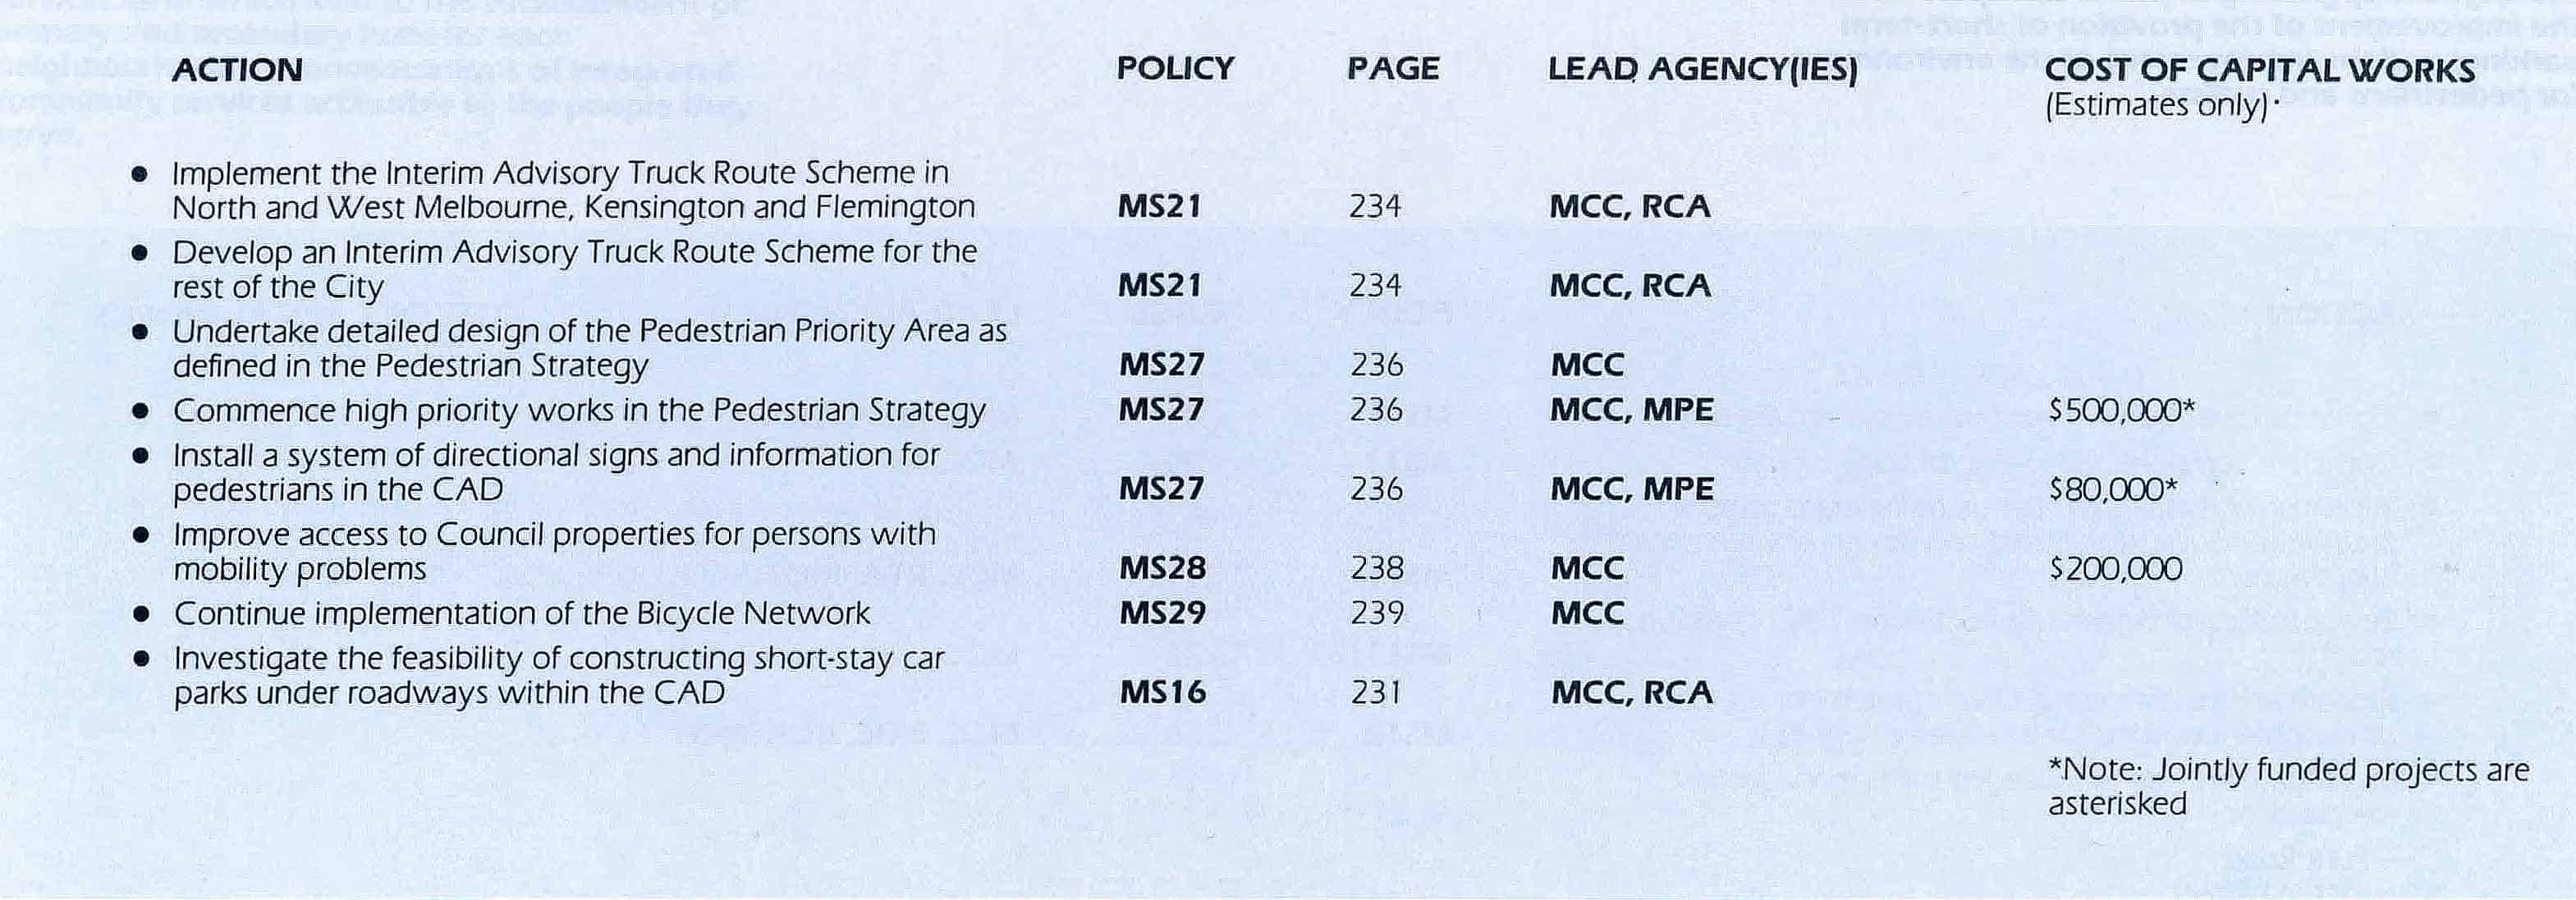 ACTION POLICY PAGE LEAD AGENCY(IES) COST OF CAPITAL WORKS
(Estimates only)
• Implement the Interim Advisory Truck Route Scheme in
North and West Melbourne, Kensington and Flemington MS21 234 MCC, RCA
• Develop an Interim Advisory Truck Route Scheme for the
rest of the City MS21 234 MCC, RCA
• Undertake detailed design of the Pedestrian Priority Area as
defined in the Pedestrian Strategy MS27 236 MCC
• Commence high priority works in the Pedestrian Strategy MS27 236 MCC, MPE $500,000*
• Install a system of directional signs and information for
pedestrians in the CAD MS27 236 MCC, MPE $80,000*
• Improve access to Council properties for persons with
mobility problems MS28 238 MCC $200,000
• Continue implementation of the Bicycle Network MS29 239 MCC
• Investigate the feasibility of constructing short-stay car
parks under roadways within the CAD MS16 231 MCC, RCA
*Note: Jointly funded projects are
asterisked